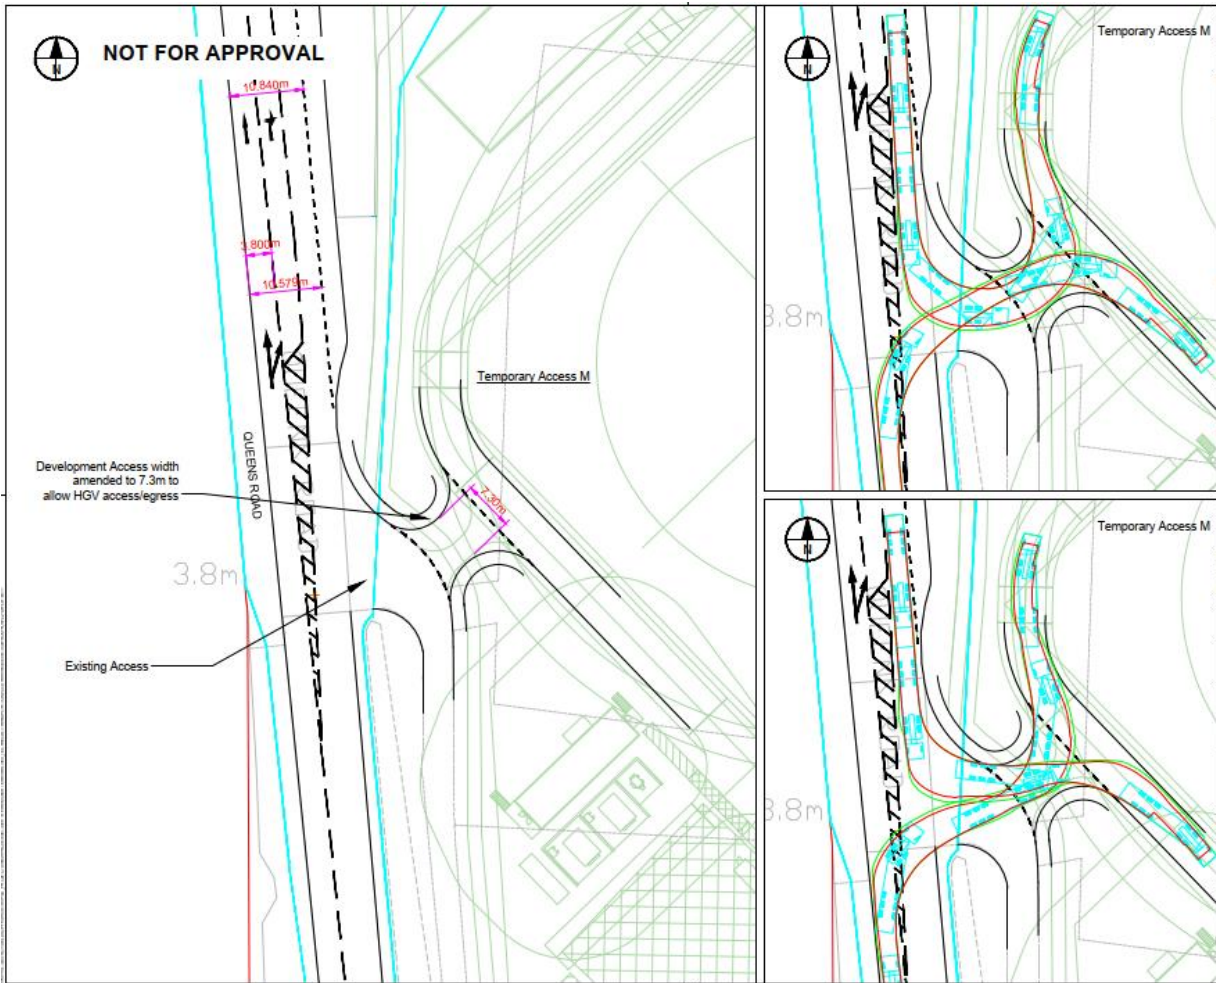 NOT FOR APPROVAL
N
10.840m
3.800m
10.579m
Temporary Access M
QUEENS ROAD
Development Access width
amended to 7.3m to
allow HGV access/egress
7.30m
3.8m
Existing Access
Temporary Access M
N
3.8m
Temporary Access M
N
3.8m